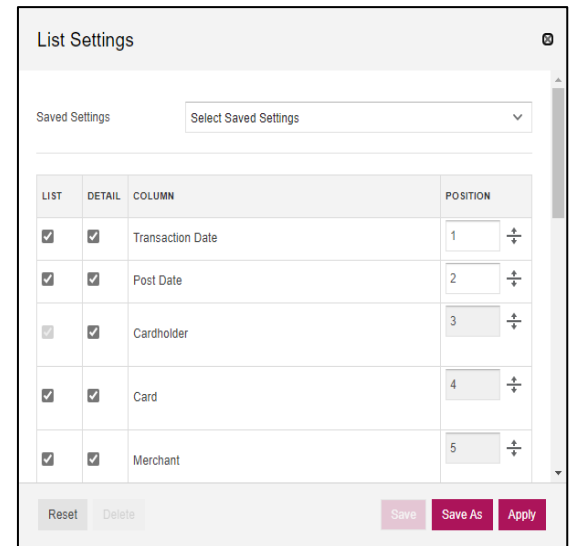 List Settings
Saved Settings Select Saved Settings
LIST DETAIL COLUMN POSITION
Transaction Date 1
Post Date 2
Cardholder 3
Card 4
Merchant 5
Reset Delete Save Save As Apply